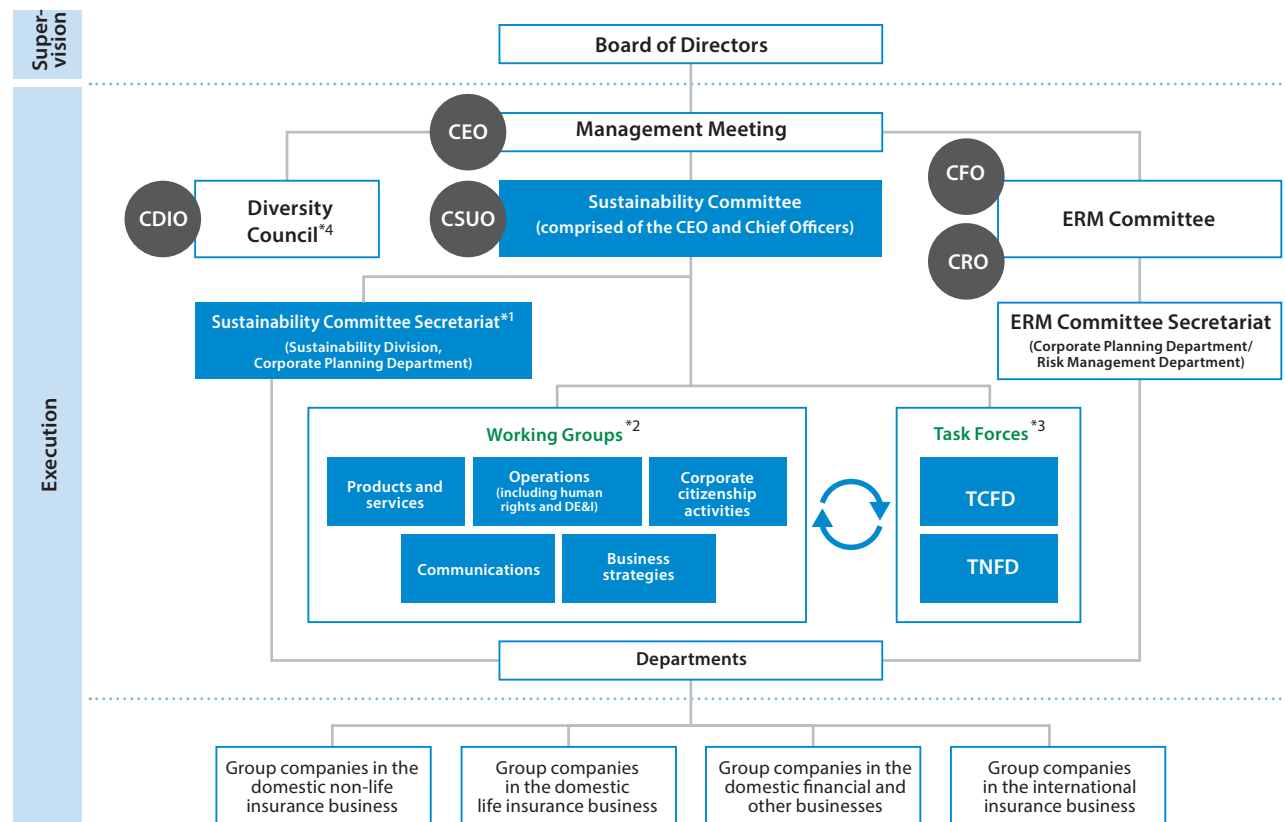 Super-
vision
Board of Directors
Execution
CEO
Management Meeting
CDIO
Diversity
Council*4
CSUO
Sustainability Committee
(comprised of the CEO and Chief Officers)
CFO
CRO
ERM Committee
Sustainability Committee Secretariat*1
(Sustainability Division,
Corporate Planning Department)
ERM Committee Secretariat
(Corporate Planning Department/
Risk Management Department)
Working Groups*2
Products and
services
Operations
(including human
rights and DE&I)
Corporate
citizenship
activities
Communications
Business
strategies
Task Forces*3
TCFD
TNFD
Departments
Group companies in the
domestic non-life
insurance business
Group companies
in the domestic
life insurance business
Group companies in the
domestic financial and
other businesses
Group companies
in the international
insurance business